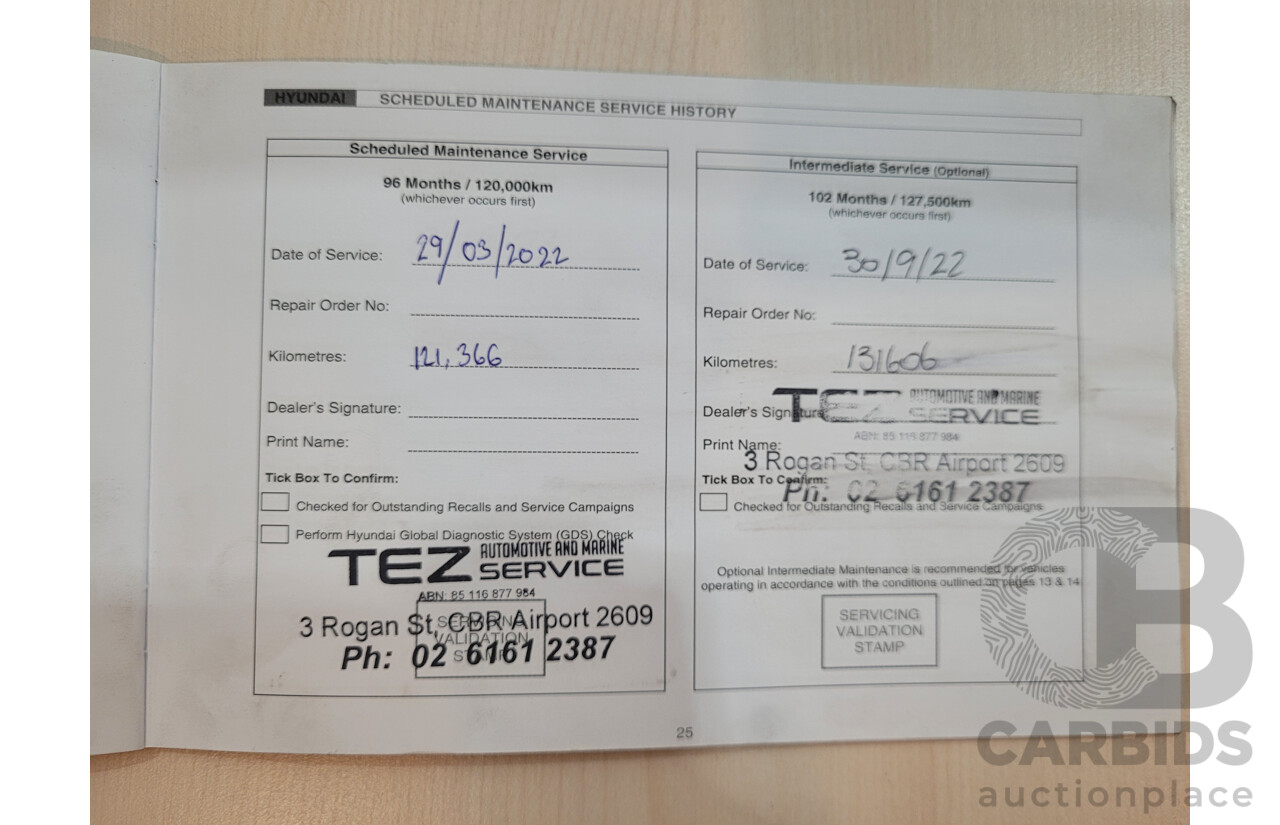 HYUNDAI SCHEDULED MAINTENANCE SERVICE HISTORY
Scheduled Maintenance Service
96 Months / 120,000km
(whichever occurs first)
Date of Service: 29/03/2022
Repair Order No:
Kilometres: 121,366
Dealer's Signature:
Print Name:
Tick Box To Confirm:
Checked for Outstanding Recalls and Service Campaigns
Perform Hyundai Global Diagnostic System (GDS) Check
TEZ AUTOMOTIVE AND MARINE
SERVICE
ABN: 85 116 877 984
3 Rogan St, CBR Airport 2609
Ph: 02 6161 2387
SERVICING
VALIDATION
STAMP
Intermediate Service (Optional)
102 Months / 127,500km
(whichever occurs first)
Date of Service: 30/9/22
Repair Order No:
Kilometres: 131606
Dealer's Signature:
TEZ AUTOMOTIVE AND MARINE
SERVICE
ABN: 85 116 877 984
Print Name:
3 Rogan St, CBR Airport 2609
Tick Box To Confirm:
Ph: 02 6161 2387
Checked for Outstanding Recalls and Service Campaigns
Optional Intermediate Maintenance is recommended for vehicles
operating in accordance with the conditions outlined on pages 13 & 14
SERVICING
VALIDATION
STAMP
25
CARBIDS
auctionplace